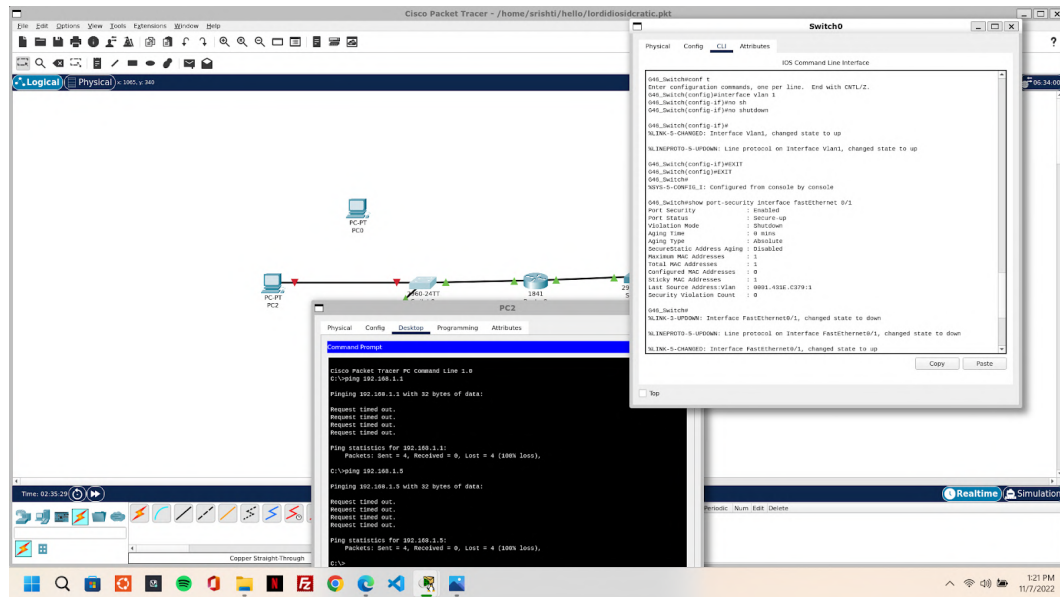 Cisco Packet Tracer - /home/srishti/hello/lordidiosidcratic.pkt
File Edit Options View Tools Extensions Window Help
Logical
Physical
x: 1065, y: 340
06:34:00
PC-PT
PC0
PC-PT
PC2
2960-24TT
1841
Switch0
Physical Config CLI Attributes
IOS Command Line Interface
G46_Switch#conf t
Enter configuration commands, one per line. End with CNTL/Z.
G46_Switch(config)#interface vlan 1
G46_Switch(config-if)#no sh
G46_Switch(config-if)#no shutdown
G46_Switch(config-if)#
%LINK-5-CHANGED: Interface Vlan1, changed state to up
%LINEPROTO-5-UPDOWN: Line protocol on Interface Vlan1, changed state to up
G46_Switch(config-if)#EXIT
G46_Switch(config)#EXIT
G46_Switch#
%SYS-5-CONFIG_I: Configured from console by console
G46_Switch#show port-security interface fastEthernet 0/1
Port Security : Enabled
Port Status : Secure-up
Violation Mode : Shutdown
Aging Time : 0 mins
Aging Type : Absolute
SecureStatic Address Aging : Disabled
Maximum MAC Addresses : 1
Total MAC Addresses : 1
Configured MAC Addresses : 0
Sticky MAC Addresses : 1
Last Source Address:Vlan : 0001.431E.C379:1
Security Violation Count : 0
G46_Switch#
%LINK-3-UPDOWN: Interface FastEthernet0/1, changed state to down
%LINEPROTO-5-UPDOWN: Line protocol on Interface FastEthernet0/1, changed state to down
%LINK-5-CHANGED: Interface FastEthernet0/1, changed state to up
Copy Paste
Top
PC2
Physical Config Desktop Programming Attributes
Command Prompt
Cisco Packet Tracer PC Command Line 1.0
C:\>ping 192.168.1.1
Pinging 192.168.1.1 with 32 bytes of data:
Request timed out.
Request timed out.
Request timed out.
Request timed out.
Ping statistics for 192.168.1.1:
Packets: Sent = 4, Received = 0, Lost = 4 (100% loss),
C:\>ping 192.168.1.5
Pinging 192.168.1.5 with 32 bytes of data:
Request timed out.
Request timed out.
Request timed out.
Request timed out.
Ping statistics for 192.168.1.5:
Packets: Sent = 4, Received = 0, Lost = 4 (100% loss),
C:\>
Time: 02:35:29
Realtime
Simulation
Periodic Num Edit Delete
Copper Straight-Through
1:21 PM
11/7/2022